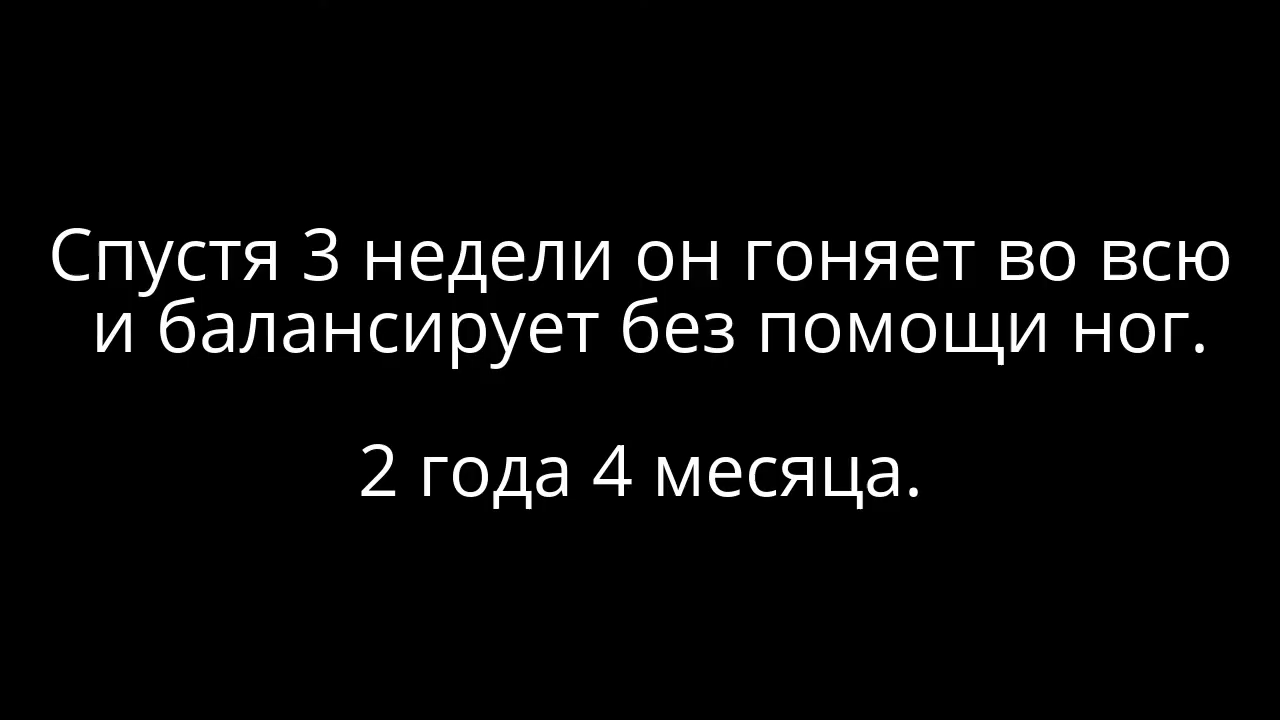 Спустя 3 недели он гоняет во всю
и балансирует без помощи ног.
2 года 4 месяца.